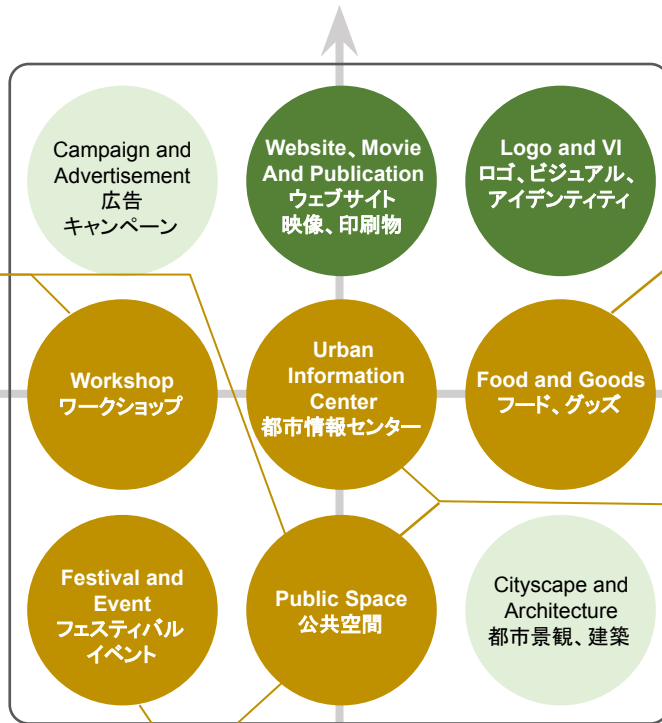 Campaign and
Advertisement
広告
キャンペーン
Website、Movie
And Publication
ウェブサイト
映像、印刷物
Logo and VI
ロゴ、ビジュアル、
アイデンティティ
Workshop
ワークショップ
Urban
Information
Center
都市情報センター
Food and Goods
フード、グッズ
Festival and
Event
フェスティバル
イベント
Public Space
公共空間
Cityscape and
Architecture
都市景観、建築